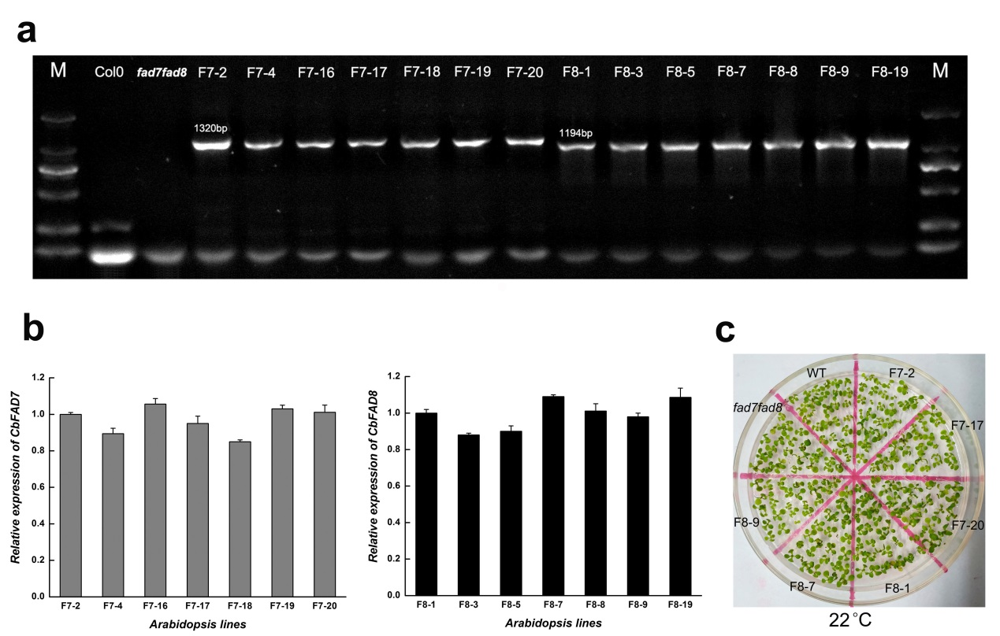 a
M Col0 fad7fad8 F7-2 F7-4 F7-16 F7-17 F7-18 F7-19 F7-20 F8-1 F8-3 F8-5 F8-7 F8-8 F8-9 F8-19 M
1320bp
1194bp
b
Relative expression of CbFAD7
1.2
1.0
0.8
0.6
0.4
0.2
0.0
F7-2 F7-4 F7-16 F7-17 F7-18 F7-19 F7-20
Arabidopsis lines
Relative expression of CbFAD8
1.2
1.0
0.8
0.6
0.4
0.2
0.0
F8-1 F8-3 F8-5 F8-7 F8-8 F8-9 F8-19
Arabidopsis lines
c
WT F7-2
fad7fad8
F7-17
F8-9 F7-20
F8-7 F8-1
22°C